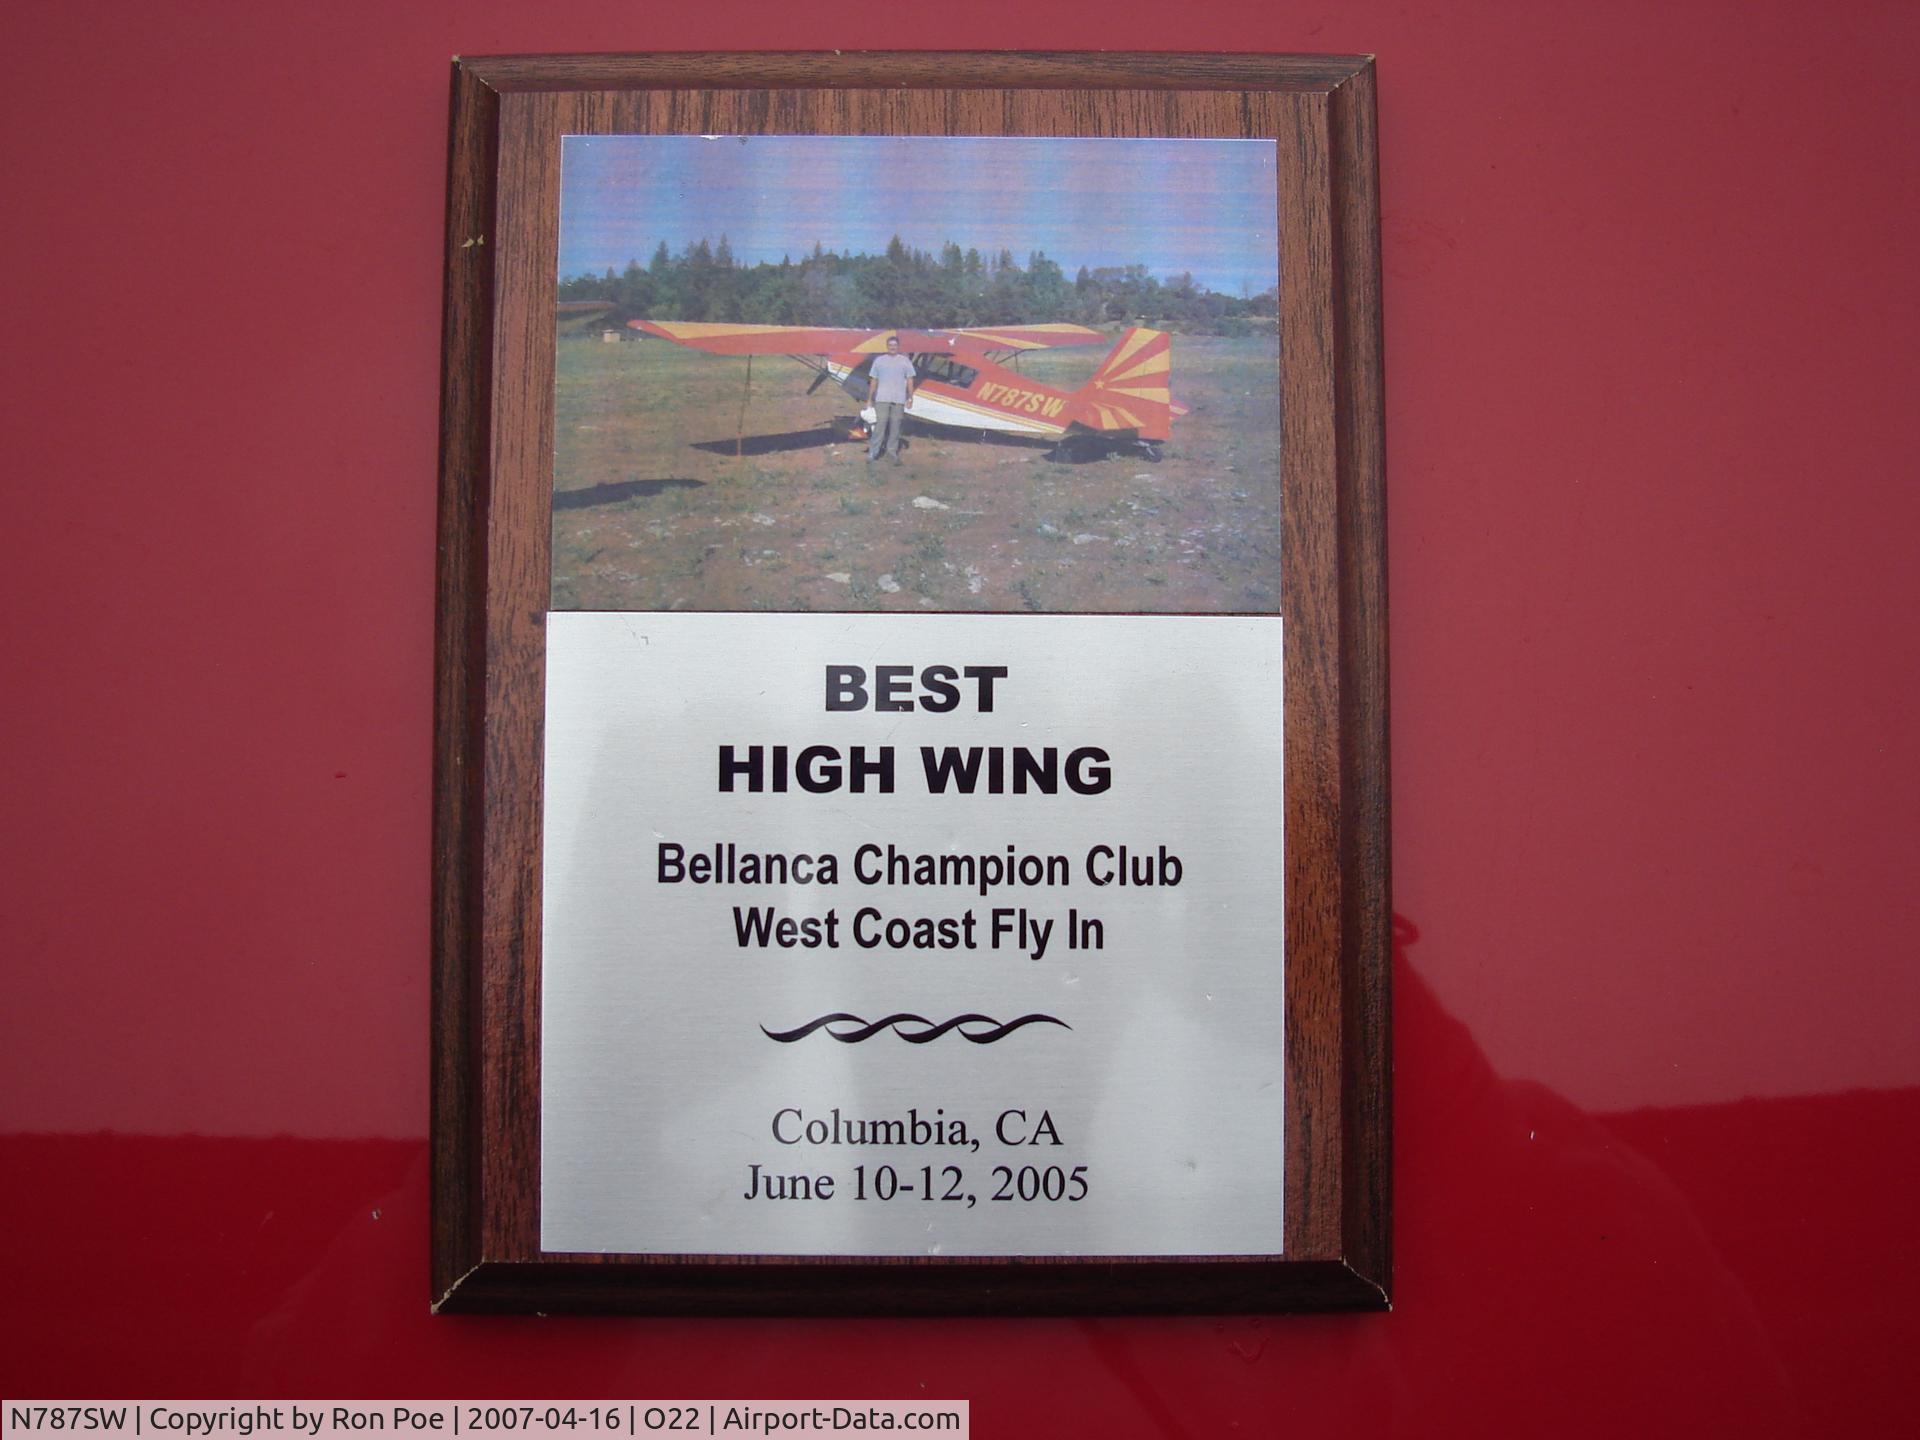 N787SW
BEST
HIGH WING
Bellanca Champion Club
West Coast Fly In
Columbia, CA
June 10-12, 2005
N787SW | Copyright by Ron Poe | 2007-04-16 | O22 | Airport-Data.com